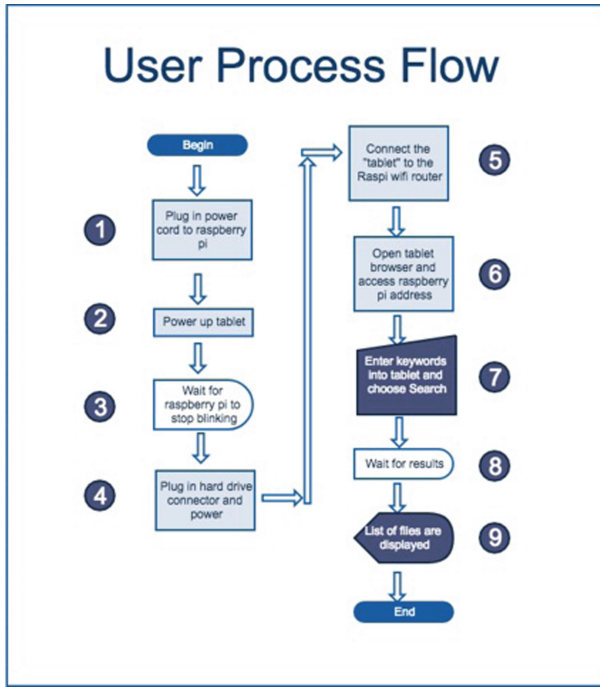 User Process Flow
Begin
1
Plug in power
cord to raspberry
pi
2
Power up tablet
3
Wait for
raspberry pi to
stop blinking
4
Plug in hard drive
connector and
power
5
Connect the
"tablet" to the
Raspi wifi router
6
Open tablet
browser and
access raspberry
pi address
7
Enter keywords
into tablet and
choose Search
8
Wait for results
9
List of files are
displayed
End